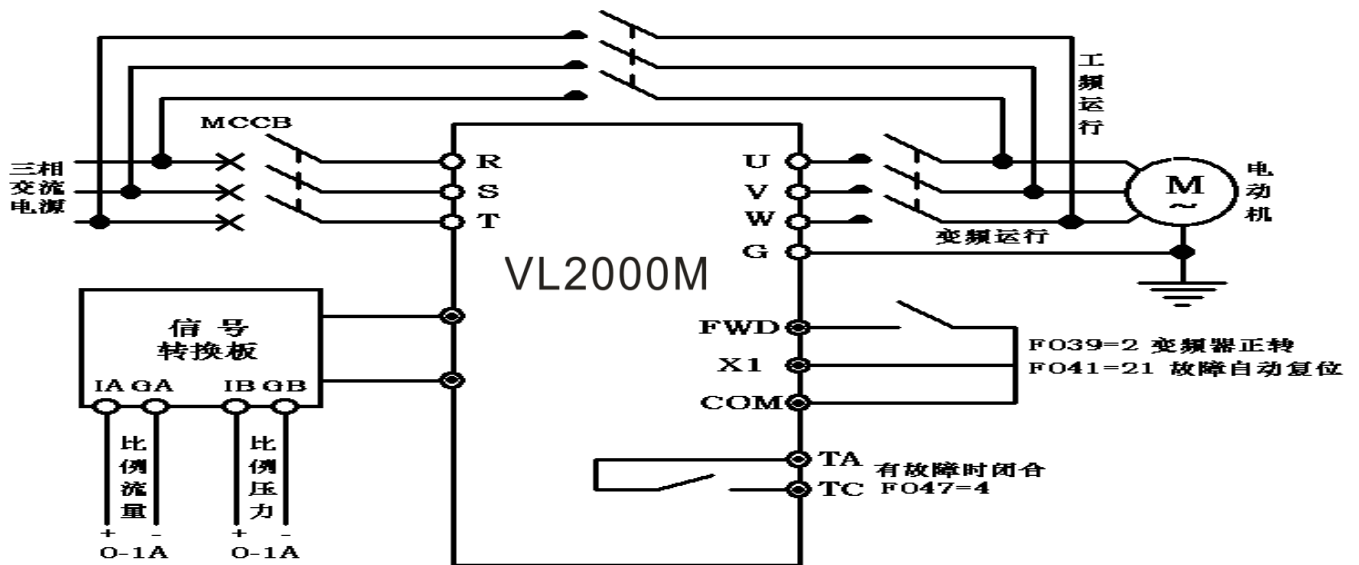 工频运行
MCCB
三相
交流
电源
R
S
T
U
V
W
G
变频运行
M
~
电动机
VL2000M
信 号
转换板
IA GA IB GB
比例流量
比例压力
+ - + -
0-1A 0-1A
FWD
X1
COM
F039=2 变频器正转
F041=21 故障自动复位
TA
TC
有故障时闭合
F047=4